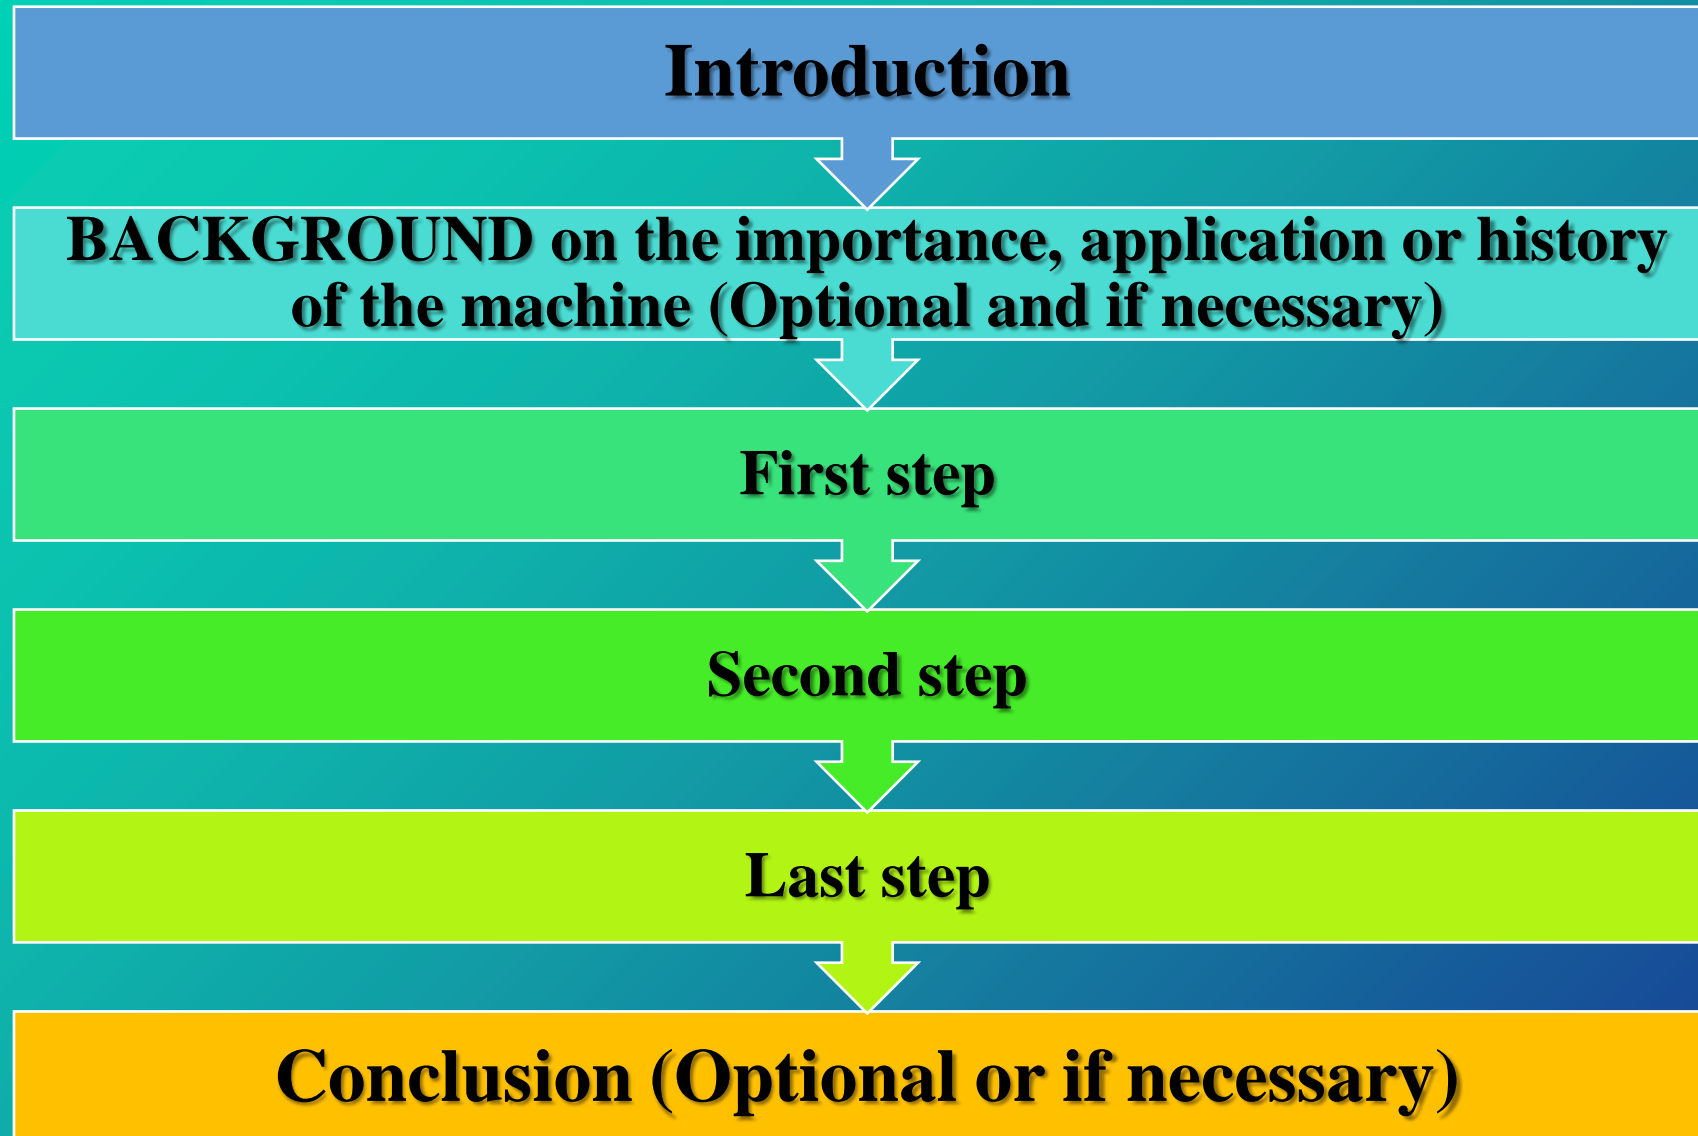 Introduction
BACKGROUND on the importance, application or history
of the machine (Optional and if necessary)
First step
Second step
Last step
Conclusion (Optional or if necessary)